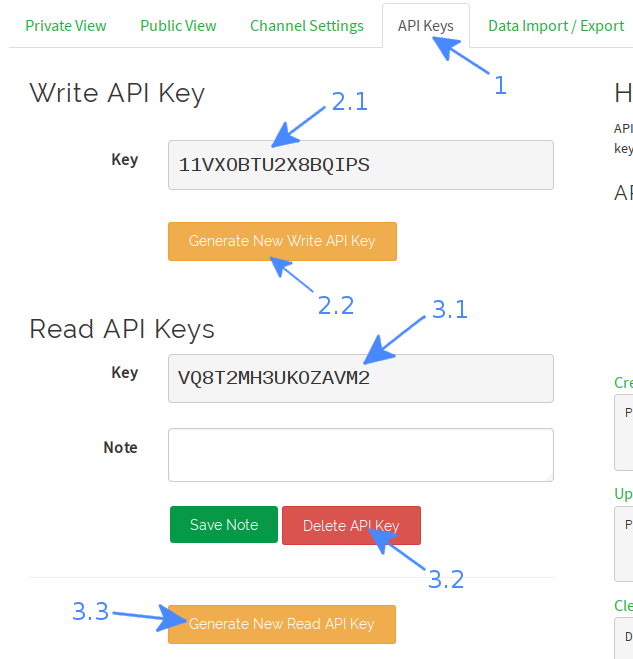 Private View Public View Channel Settings API Keys Data Import / Export
1
Write API Key
2.1
Key 11VXOBTU2X8BQIPS
Generate New Write API Key
2.2
Read API Keys
3.1
Key VQ8T2MH3UKOZAVM2
Note
Save Note Delete API Key
3.2
3.3
Generate New Read API Key
H
API
key
AP
Cre
P
Up
P
Cle
D